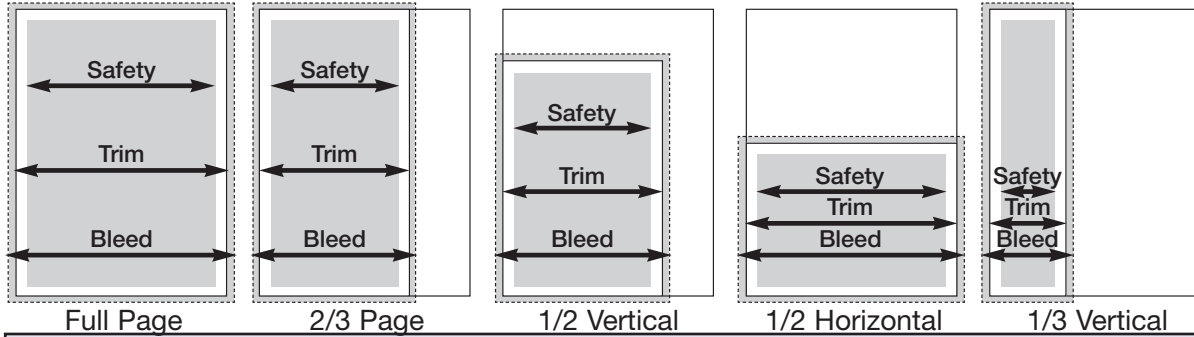 Safety
Trim
Bleed
Full Page
Safety
Trim
Bleed
2/3 Page
Safety
Trim
Bleed
1/2 Vertical
Safety
Trim
Bleed
1/2 Horizontal
Safety
Trim
Bleed
1/3 Vertical